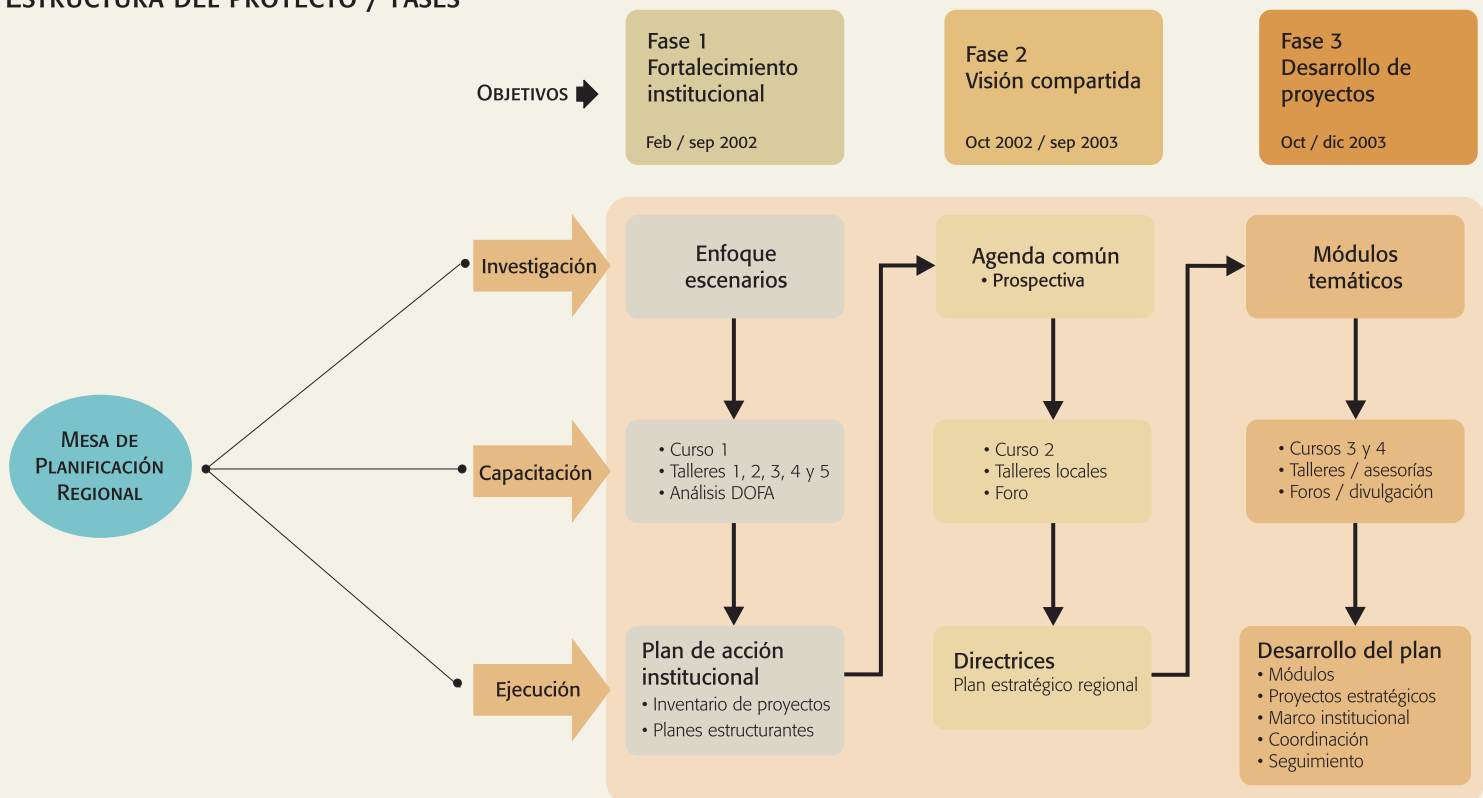 ESTRUCTURA DEL PROYECTO / FASES
OBJETIVOS
Fase 1
Fortalecimiento
institucional
Feb / sep 2002
Fase 2
Visión compartida
Oct 2002 / sep 2003
Fase 3
Desarrollo de
proyectos
Oct / dic 2003
MESA DE
PLANIFICACIÓN
REGIONAL
Investigación
Enfoque
escenarios
Agenda común
• Prospectiva
Módulos
temáticos
Capacitación
• Curso 1
• Talleres 1, 2, 3, 4 y 5
• Análisis DOFA
• Curso 2
• Talleres locales
• Foro
• Cursos 3 y 4
• Talleres / asesorías
• Foros / divulgación
Ejecución
Plan de acción
institucional
• Inventario de proyectos
• Planes estructurantes
Directrices
Plan estratégico regional
Desarrollo del plan
• Módulos
• Proyectos estratégicos
• Marco institucional
• Coordinación
• Seguimiento